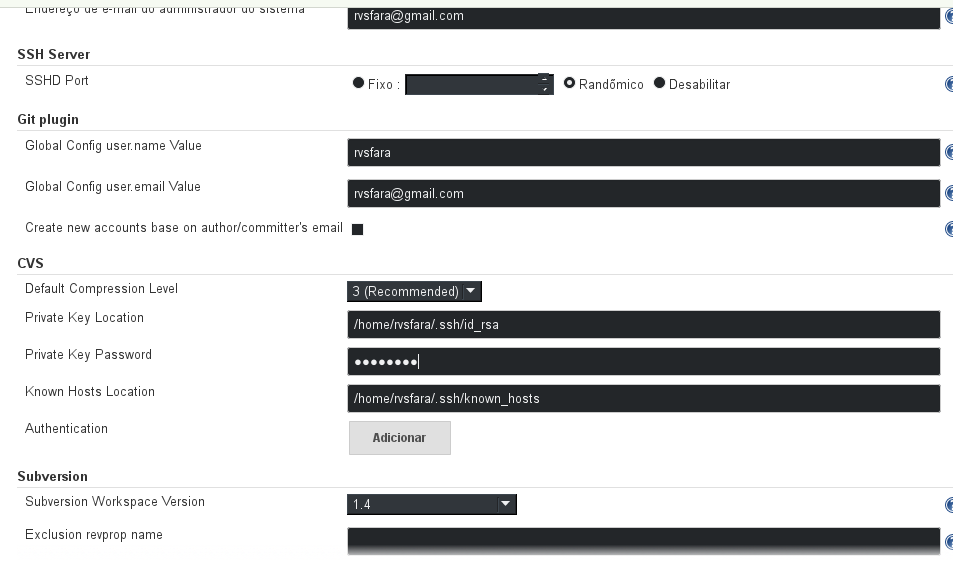 Endereço de e-mail do administrador do sistema rvsfara@gmail.com
SSH Server
SSHD Port Fixo : Randômico Desabilitar
Git plugin
Global Config user.name Value rvsfara
Global Config user.email Value rvsfara@gmail.com
Create new accounts base on author/committer's email
CVS
Default Compression Level 3 (Recommended)
Private Key Location /home/rvsfara/.ssh/id_rsa
Private Key Password ●●●●●●●●
Known Hosts Location /home/rvsfara/.ssh/known_hosts
Authentication Adicionar
Subversion
Subversion Workspace Version 1.4
Exclusion revprop name